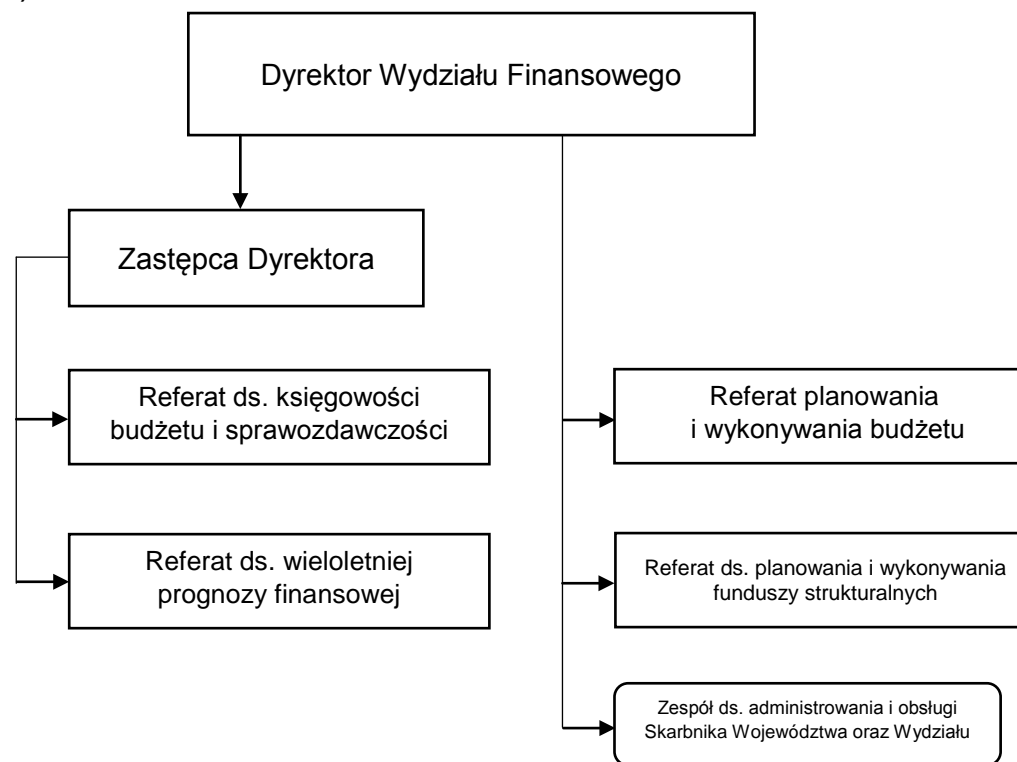 Dyrektor Wydziału Finansowego
Zastępca Dyrektora
Referat ds. księgowości
budżetu i sprawozdawczości
Referat ds. wieloletniej
prognozy finansowej
Referat planowania
i wykonywania budżetu
Referat ds. planowania i wykonywania
funduszy strukturalnych
Zespół ds. administrowania i obsługi
Skarbnika Województwa oraz Wydziału